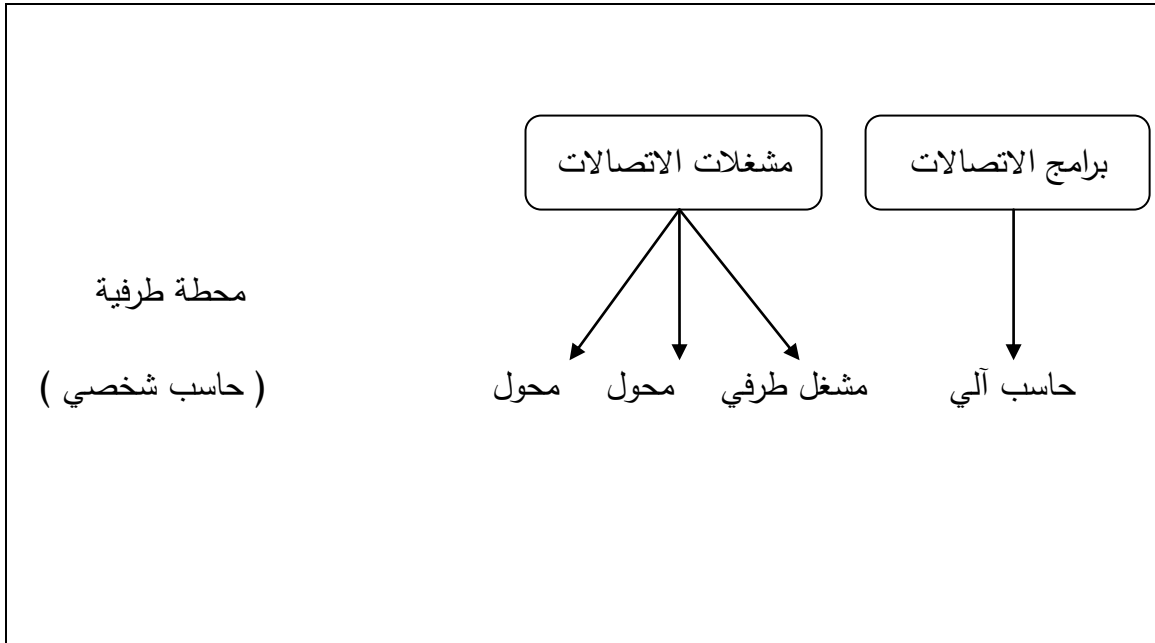 برامج الاتصالات
مشغلات الاتصالات
محطة طرفية
حاسب آلي
مشغل طرفي
محول
محول
( حاسب شخصي )